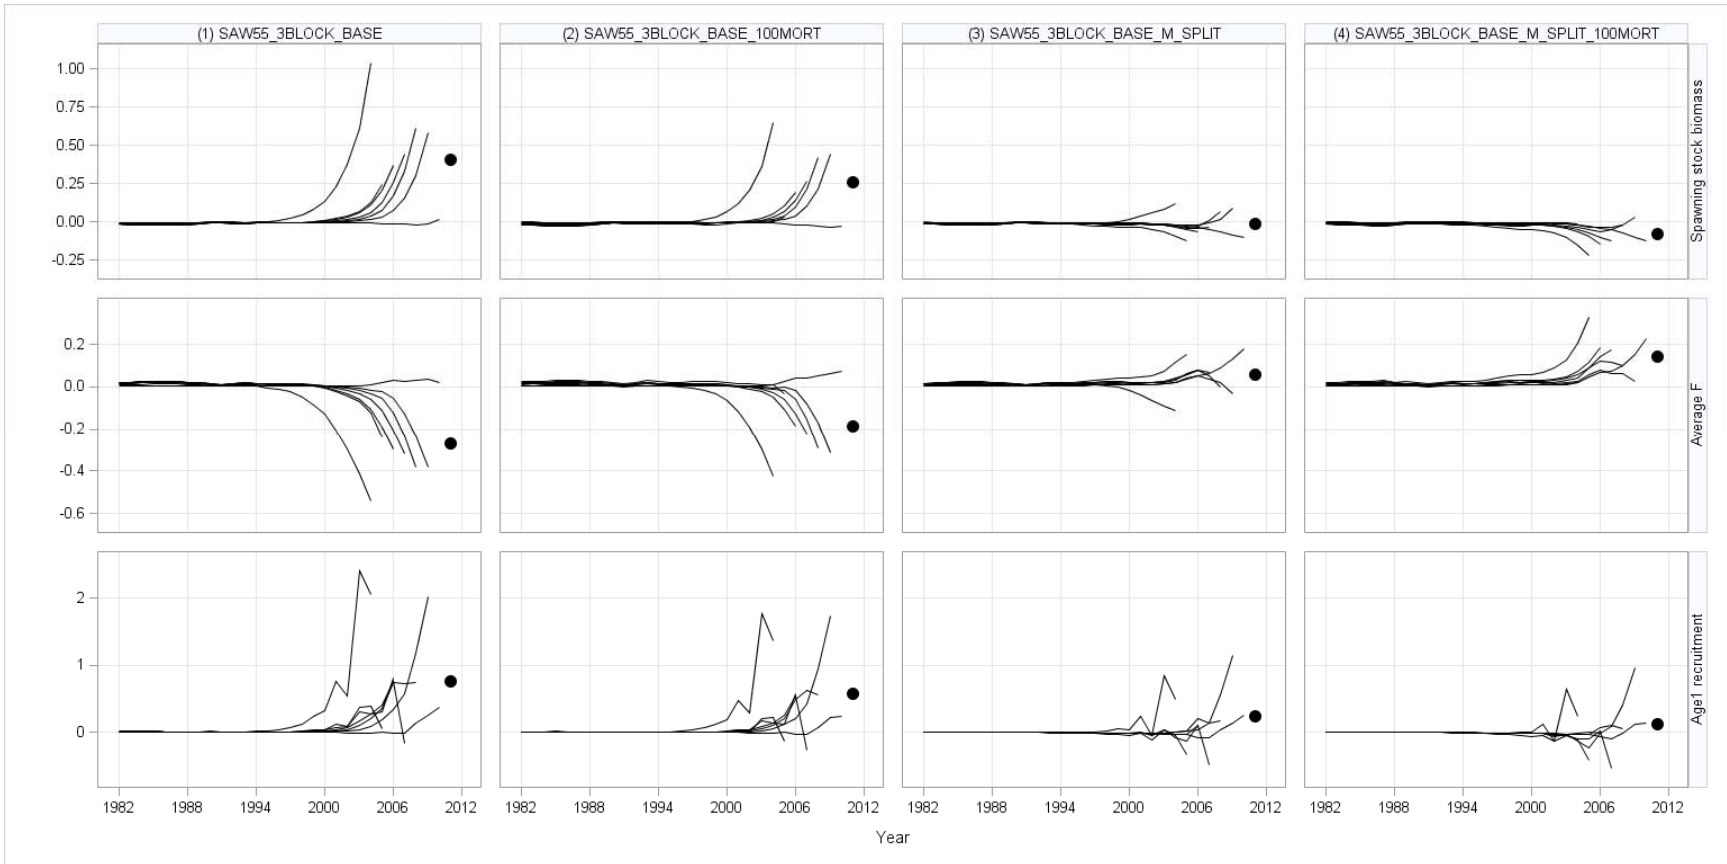 (1) SAW55_3BLOCK_BASE
(2) SAW55_3BLOCK_BASE_100MORT
(3) SAW55_3BLOCK_BASE_M_SPLIT
(4) SAW55_3BLOCK_BASE_M_SPLIT_100MORT
1.00
0.75
0.50
0.25
0.00
-0.25
Spawning stock biomass
0.2
0.0
-0.2
-0.4
-0.6
Average F
2
1
0
Age1 recruitment
1982 1988 1994 2000 2006 2012
1982 1988 1994 2000 2006 2012
1982 1988 1994 2000 2006 2012
1982 1988 1994 2000 2006 2012
Year